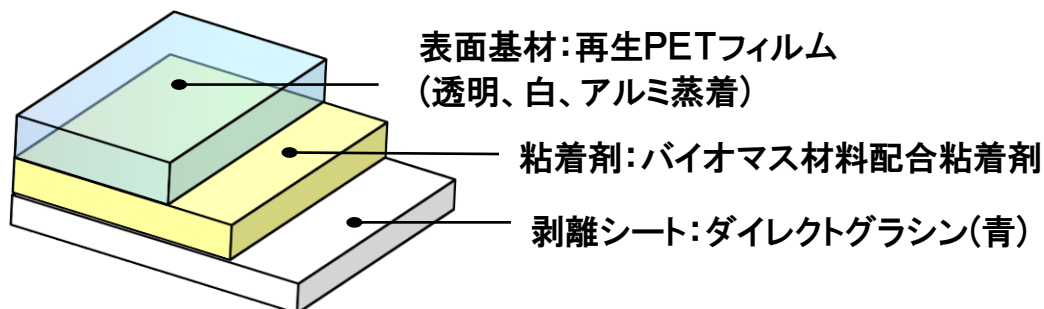 表面基材：再生PETフィルム
(透明、白、アルミ蒸着)
粘着剤：バイオマス材料配合粘着剤
剥離シート：ダイレクトグラシン(青)